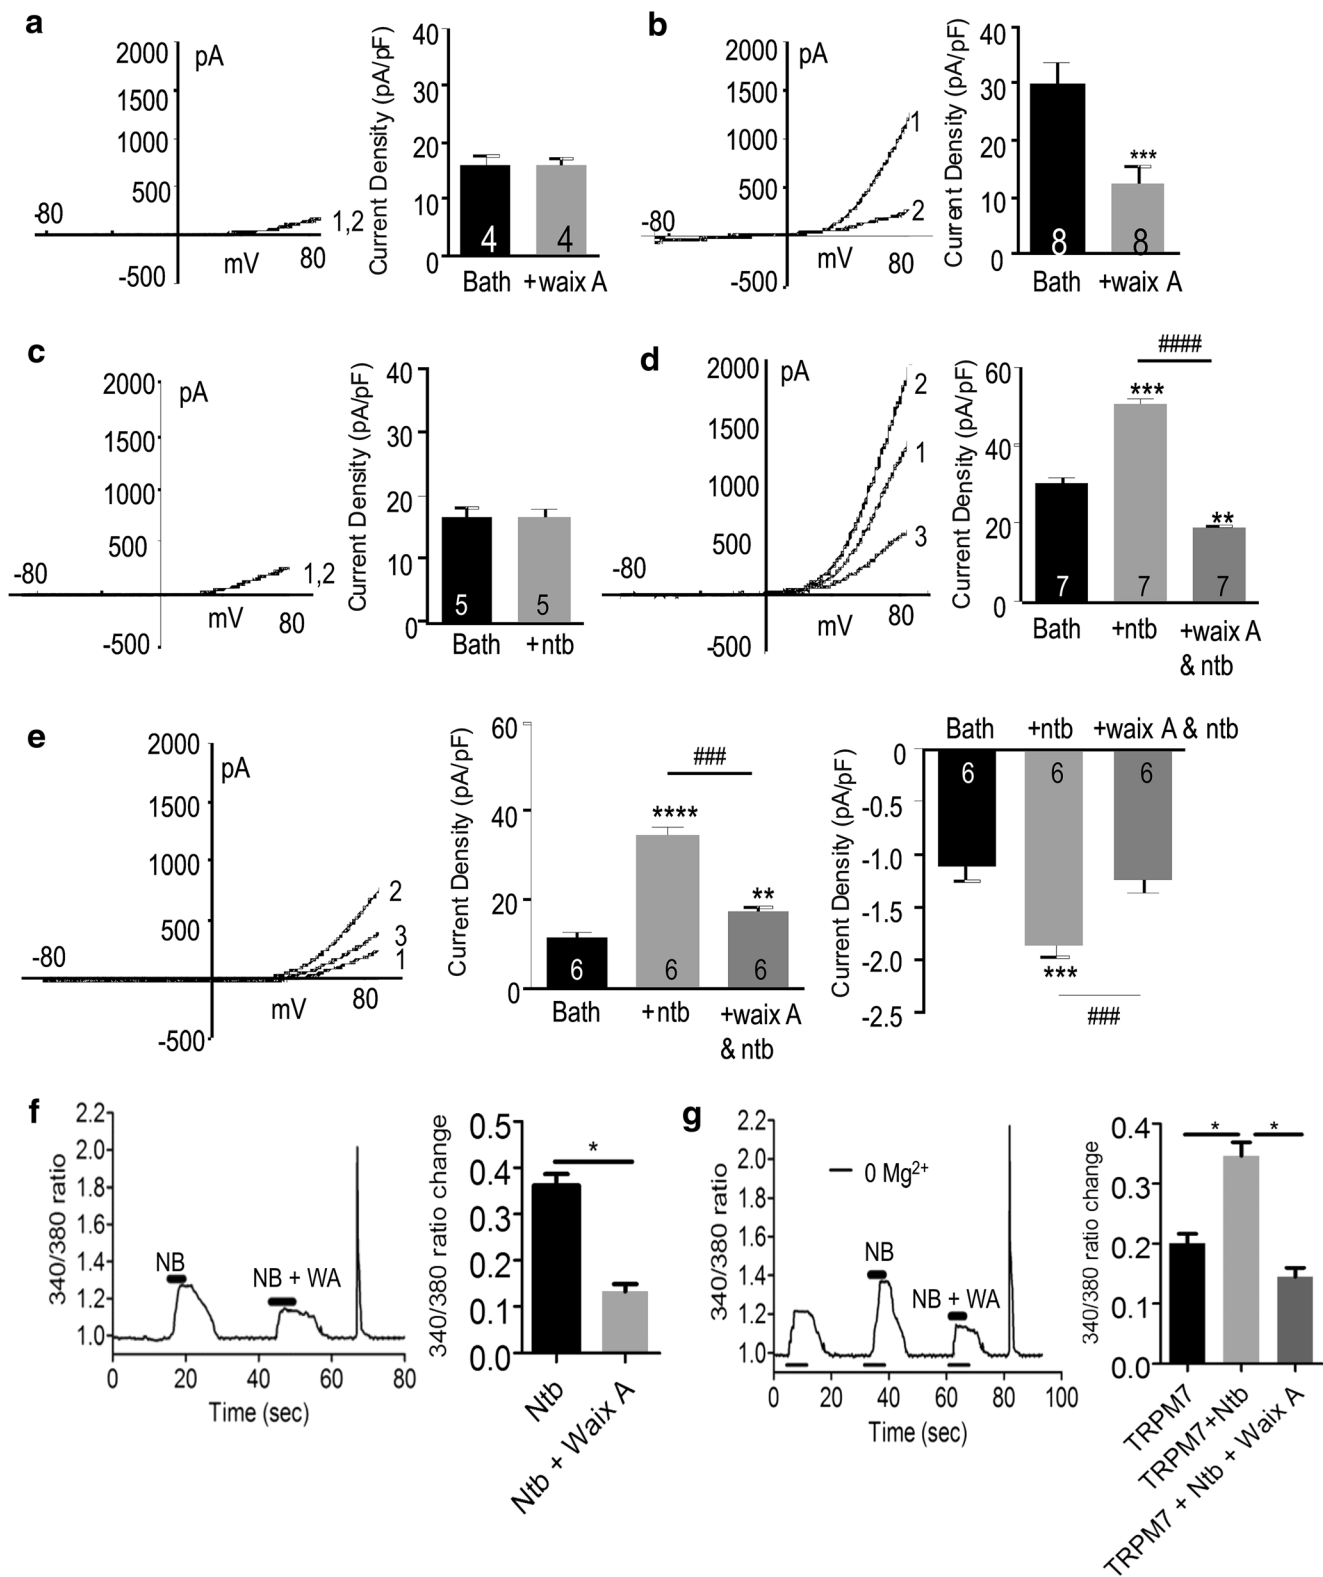 a
2000
pA
1500
1000
500
-80
1,2
mV
80
-500
Current Density (pA/pF)
40
30
20
10
0
4
4
Bath
+waix A
b
2000
pA
1500
1000
500
-80
1
2
mV
80
-500
Current Density (pA/pF)
40
30
20
10
0
***
8
8
Bath
+waix A
c
2000
pA
1500
1000
500
-80
1,2
mV
80
-500
Current Density (pA/pF)
40
30
20
10
0
5
5
Bath
+ntb
d
2000
pA
1500
1000
500
-80
2
1
3
mV
80
-500
Current Density (pA/pF)
60
40
20
0
####
***
**
7
7
7
Bath
+ntb
+waix A
& ntb
e
2000
pA
1500
1000
500
-80
2
3
1
mV
80
-500
Current Density (pA/pF)
60
40
20
0
###
****
**
6
6
6
Bath
+ntb
+waix A
& ntb
Bath
+ntb
+waix A & ntb
Current Density (pA/pF)
0
-0.5
-1.0
-1.5
-2.0
-2.5
6
6
6
***
###
f
340/380 ratio
2.2
2.0
1.8
1.6
1.4
1.2
1.0
NB
NB + WA
0
20
40
60
80
Time (sec)
340/380 ratio change
0.5
0.4
0.3
0.2
0.1
0.0
*
Ntb
Ntb + Waix A
g
340/380 ratio
2.2
2.0
1.8
1.6
1.4
1.2
1.0
0 Mg²⁺
NB
NB + WA
0
20
40
60
80
100
Time (sec)
340/380 ratio change
0.4
0.3
0.2
0.1
0.0
*
*
TRPM7
TRPM7+Ntb
TRPM7 + Ntb + Waix A